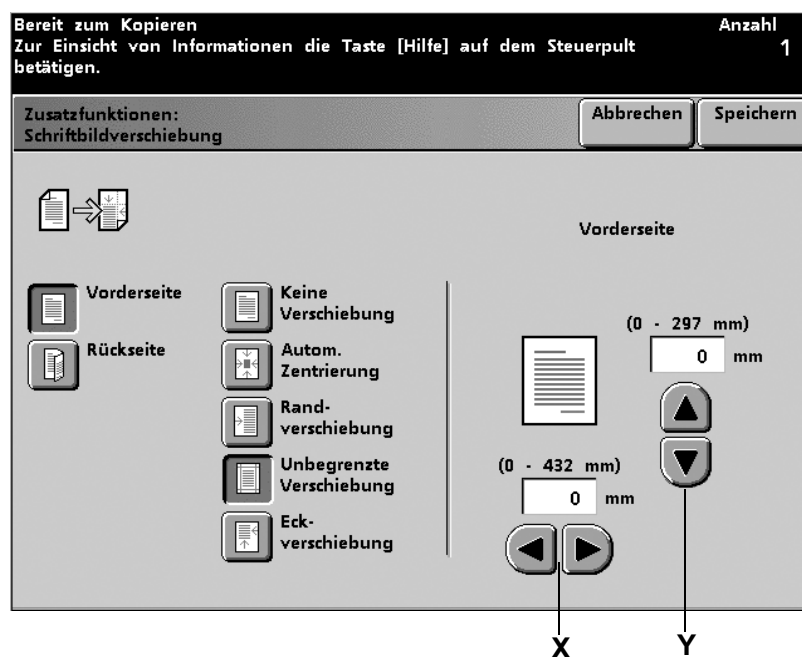 Bereit zum Kopieren
Anzahl
Zur Einsicht von Informationen die Taste [Hilfe] auf dem Steuerpult
1
betätigen.
Zusatzfunktionen:
Schriftbildverschiebung
Abbrechen
Speichern
Vorderseite
Vorderseite
Rückseite
Keine
Verschiebung
Autom.
Zentrierung
Rand-
verschiebung
Unbegrenzte
Verschiebung
Eck-
verschiebung
(0 - 297 mm)
0 mm
(0 - 432 mm)
0 mm
X
Y